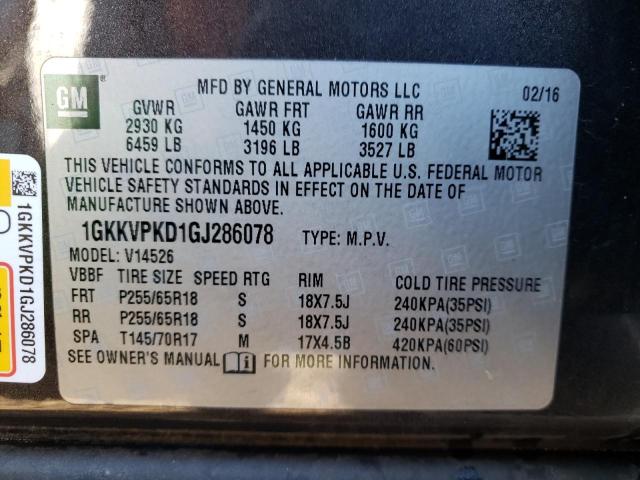 GM
MFD BY GENERAL MOTORS LLC 02/16
GVWR GAWR FRT GAWR RR
2930 KG 1450 KG 1600 KG
6459 LB 3196 LB 3527 LB
THIS VEHICLE CONFORMS TO ALL APPLICABLE U.S. FEDERAL MOTOR
VEHICLE SAFETY STANDARDS IN EFFECT ON THE DATE OF
MANUFACTURE SHOWN ABOVE.
1GKKVPKD1GJ286078 TYPE: M.P.V.
MODEL: V14526
VBBF TIRE SIZE SPEED RTG RIM COLD TIRE PRESSURE
FRT P255/65R18 S 18X7.5J 240KPA(35PSI)
RR P255/65R18 S 18X7.5J 240KPA(35PSI)
SPA T145/70R17 M 17X4.5B 420KPA(60PSI)
SEE OWNER'S MANUAL FOR MORE INFORMATION.
1GKKVPKD1GJ286078